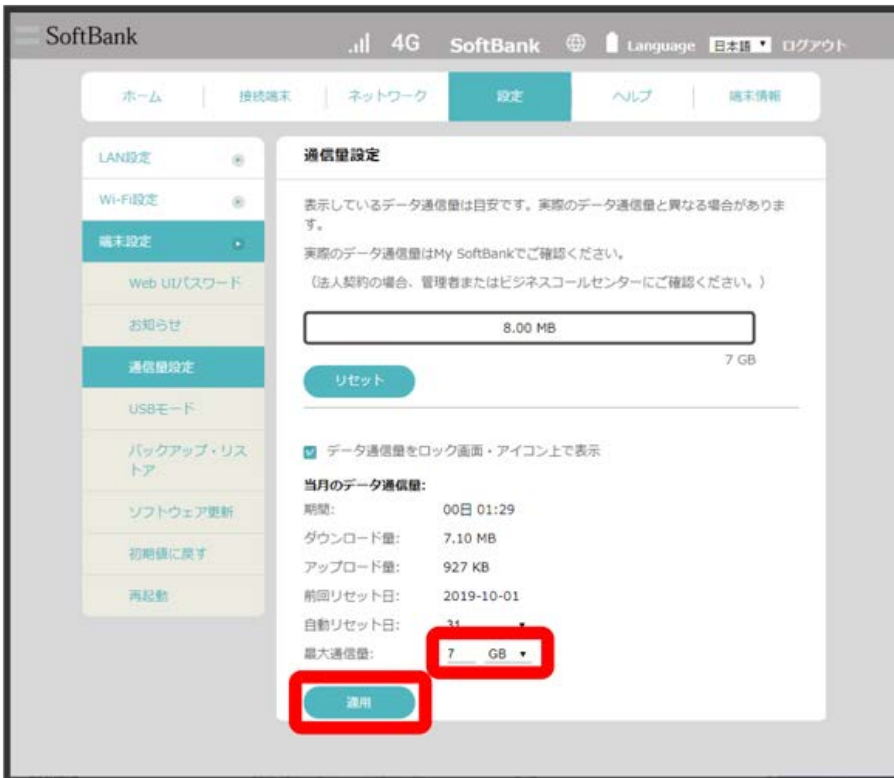 SoftBank
4G SoftBank Language 日本語 ログアウト
ホーム 接続端末 ネットワーク 設定 ヘルプ 端末情報
LAN設定
Wi-Fi設定
端末設定
Web UIパスワード
お知らせ
通信量設定
USBモード
バックアップ・リス
トア
ソフトウェア更新
初期値に戻す
再起動
通信量設定
表示しているデータ通信量は目安です。実際のデータ通信量と異なる場合がありま
す。
実際のデータ通信量はMy SoftBankでご確認ください。
(法人契約の場合、管理者またはビジネスコールセンターにご確認ください。)
8.00 MB
7 GB
リセット
データ通信量をロック画面・アイコン上で表示
当月のデータ通信量:
期間: 00日 01:29
ダウンロード量: 7.10 MB
アップロード量: 927 KB
前回リセット日: 2019-10-01
自動リセット日: 31
最大通信量: 7 GB
適用